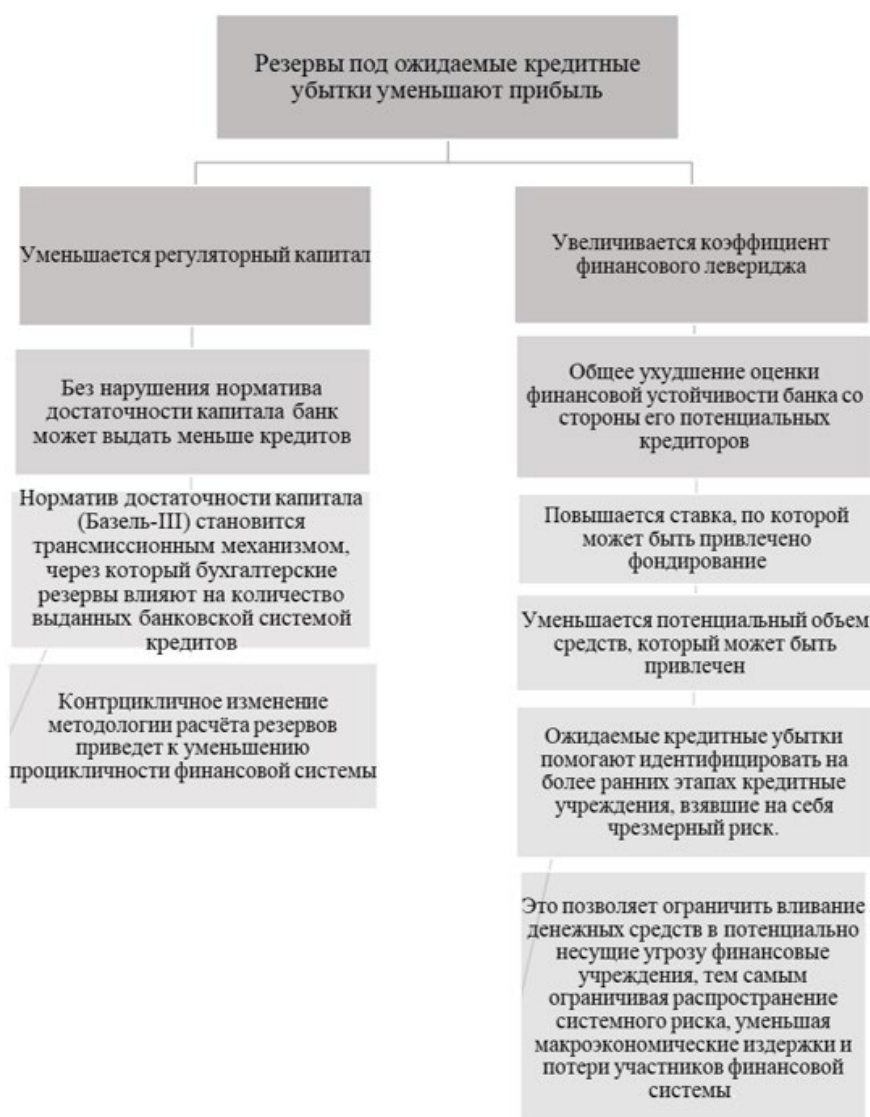 Резервы под ожидаемые кредитные
убытки уменьшают прибыль
Уменьшается регуляторный капитал
Без нарушения норматива
достаточности капитала банк
может выдать меньше кредитов
Норматив достаточности капитала
(Базель-III) становится
трансмиссионным механизмом,
через который бухгалтерские
резервы влияют на количество
выданных банковской системой
кредитов
Контрцикличное изменение
методологии расчёта резервов
приведет к уменьшению
процикличности финансовой системы
Увеличивается коэффициент
финансового левериджа
Общее ухудшение оценки
финансовой устойчивости банка со
стороны его потенциальных
кредиторов
Повышается ставка, по которой
может быть привлечено
фондирование
Уменьшается потенциальный объем
средств, который может быть
привлечен
Ожидаемые кредитные убытки
помогают идентифицировать на
более ранних этапах кредитные
учреждения, взявшие на себя
чрезмерный риск.
Это позволяет ограничить вливание
денежных средств в потенциально
несущие угрозу финансовые
учреждения, тем самым
ограничивая распространение
системного риска, уменьшая
макроэкономические издержки и
потери участников финансовой
системы